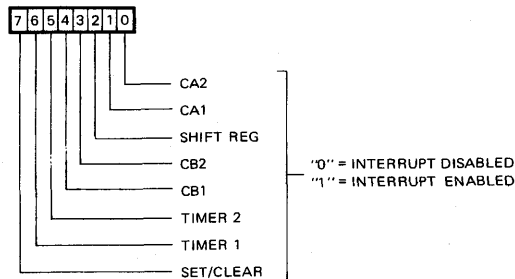 7 6 5 4 3 2 1 0
CA2
CA1
SHIFT REG
CB2
CB1
TIMER 2
TIMER 1
SET/CLEAR
"0" = INTERRUPT DISABLED
"1" = INTERRUPT ENABLED